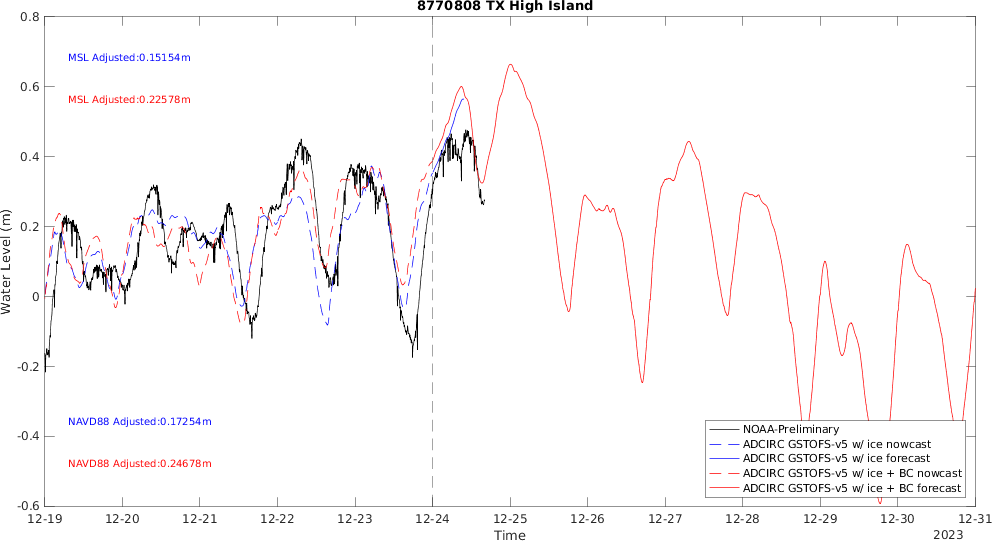 8770808 TX High Island
0.8
0.6
0.4
0.2
0
-0.2
-0.4
-0.6
Water Level (m)
MSL Adjusted:0.15154m
MSL Adjusted:0.22578m
NAVD88 Adjusted:0.17254m
NAVD88 Adjusted:0.24678m
NOAA-Preliminary
ADCIRC GSTOFS-v5 w/ ice nowcast
ADCIRC GSTOFS-v5 w/ ice forecast
ADCIRC GSTOFS-v5 w/ ice + BC nowcast
ADCIRC GSTOFS-v5 w/ ice + BC forecast
12-19 12-20 12-21 12-22 12-23 12-24 12-25 12-26 12-27 12-28 12-29 12-30 12-31
Time
2023